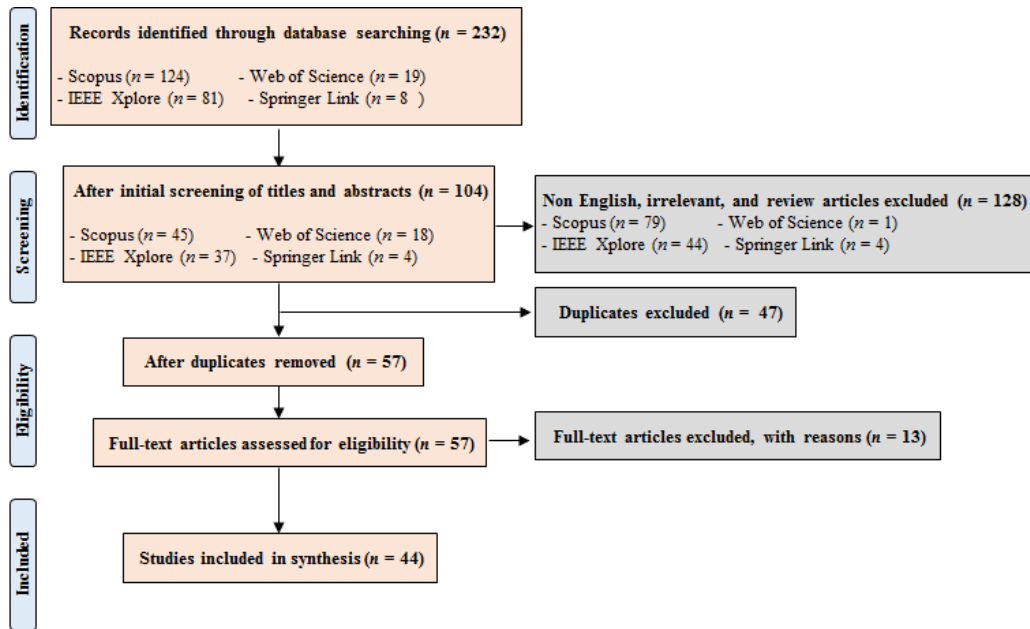 Identification
Records identified through database searching (n = 232)
- Scopus (n = 124) - Web of Science (n = 19)
- IEEE Xplore (n = 81) - Springer Link (n = 8 )
Screening
After initial screening of titles and abstracts (n = 104)
- Scopus (n = 45) - Web of Science (n = 18)
- IEEE Xplore (n = 37) - Springer Link (n = 4)
Non English, irrelevant, and review articles excluded (n = 128)
- Scopus (n = 79) - Web of Science (n = 1)
- IEEE Xplore (n = 44) - Springer Link (n = 4)
Duplicates excluded (n = 47)
Eligibility
After duplicates removed (n = 57)
Full-text articles assessed for eligibility (n = 57)
Full-text articles excluded, with reasons (n = 13)
Included
Studies included in synthesis (n = 44)